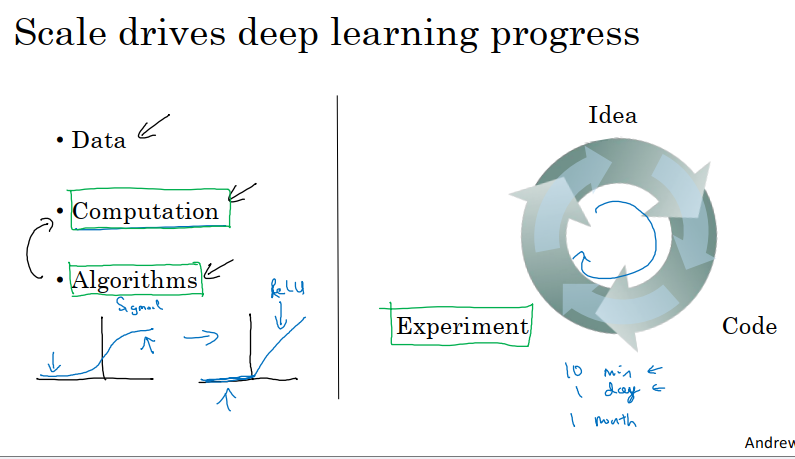 Scale drives deep learning progress
• Data
• Computation
• Algorithms
ReLU
Idea
Code
Experiment
10 min
1 day
1 month
Andrew